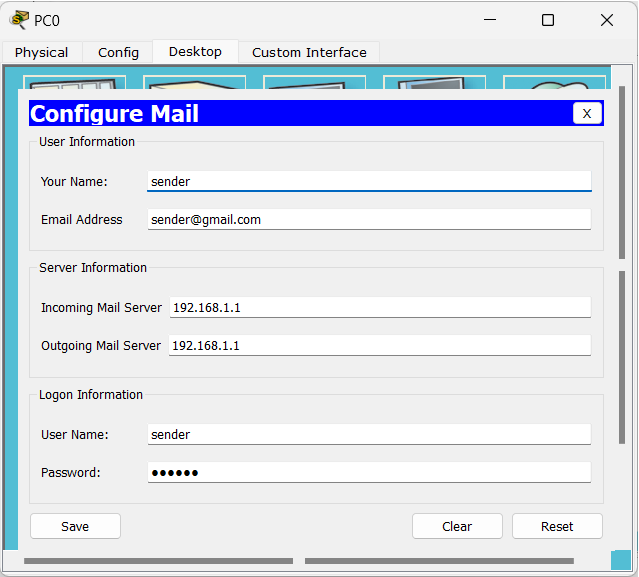 PC0
Physical Config Desktop Custom Interface
Configure Mail X
User Information
Your Name: sender
Email Address sender@gmail.com
Server Information
Incoming Mail Server 192.168.1.1
Outgoing Mail Server 192.168.1.1
Logon Information
User Name: sender
Password: ●●●●●●
Save Clear Reset